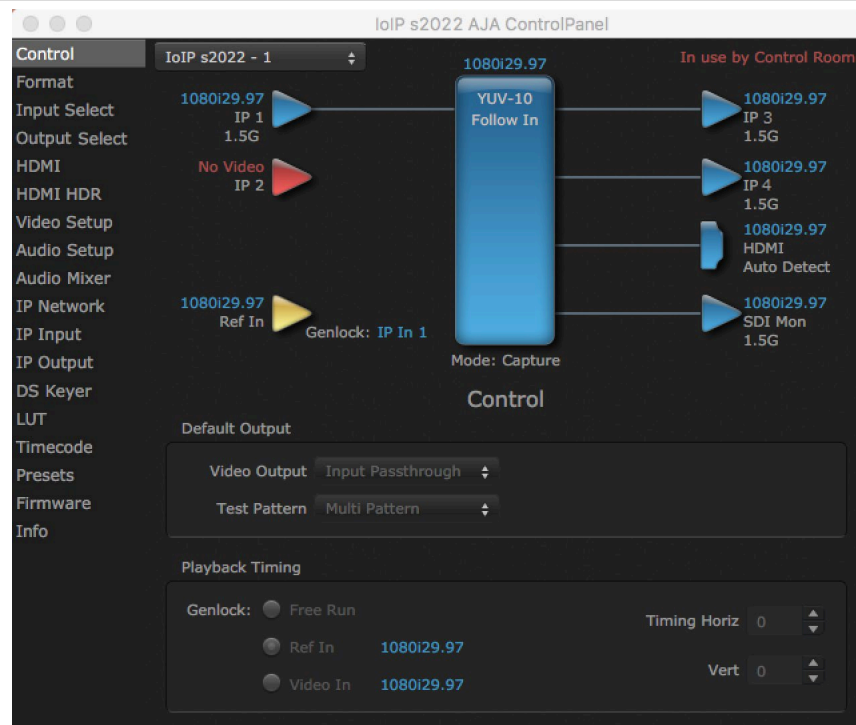 IoIP s2022 AJA ControlPanel
Control
Format
Input Select
Output Select
HDMI
HDMI HDR
Video Setup
Audio Setup
Audio Mixer
IP Network
IP Input
IP Output
DS Keyer
LUT
Timecode
Presets
Firmware
Info
IoIP s2022 - 1
1080i29.97
In use by Control Room
1080i29.97
IP 1
1.5G
No Video
IP 2
1080i29.97
Ref In
Genlock: IP In 1
YUV-10
Follow In
Mode: Capture
1080i29.97
IP 3
1.5G
1080i29.97
IP 4
1.5G
1080i29.97
HDMI
Auto Detect
1080i29.97
SDI Mon
1.5G
Control
Default Output
Video Output Input Passthrough
Test Pattern Multi Pattern
Playback Timing
Genlock: Free Run
Ref In 1080i29.97
Video In 1080i29.97
Timing Horiz 0
Vert 0